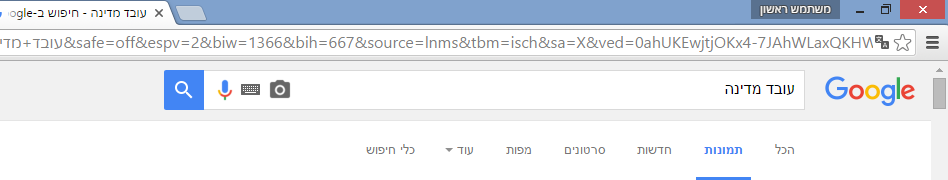 עובד מדינה - חיפוש ב-Google
משתמש ראשון
עובד+מדי&safe=off&espv=2&biw=1366&bih=667&source=lnms&tbm=isch&sa=X&ved=0ahUKEwjtjOKx4-7JAhWLaxQKHW
עובד מדינה
Google
הכל תמונות חדשות סרטונים מפות עוד כלי חיפוש